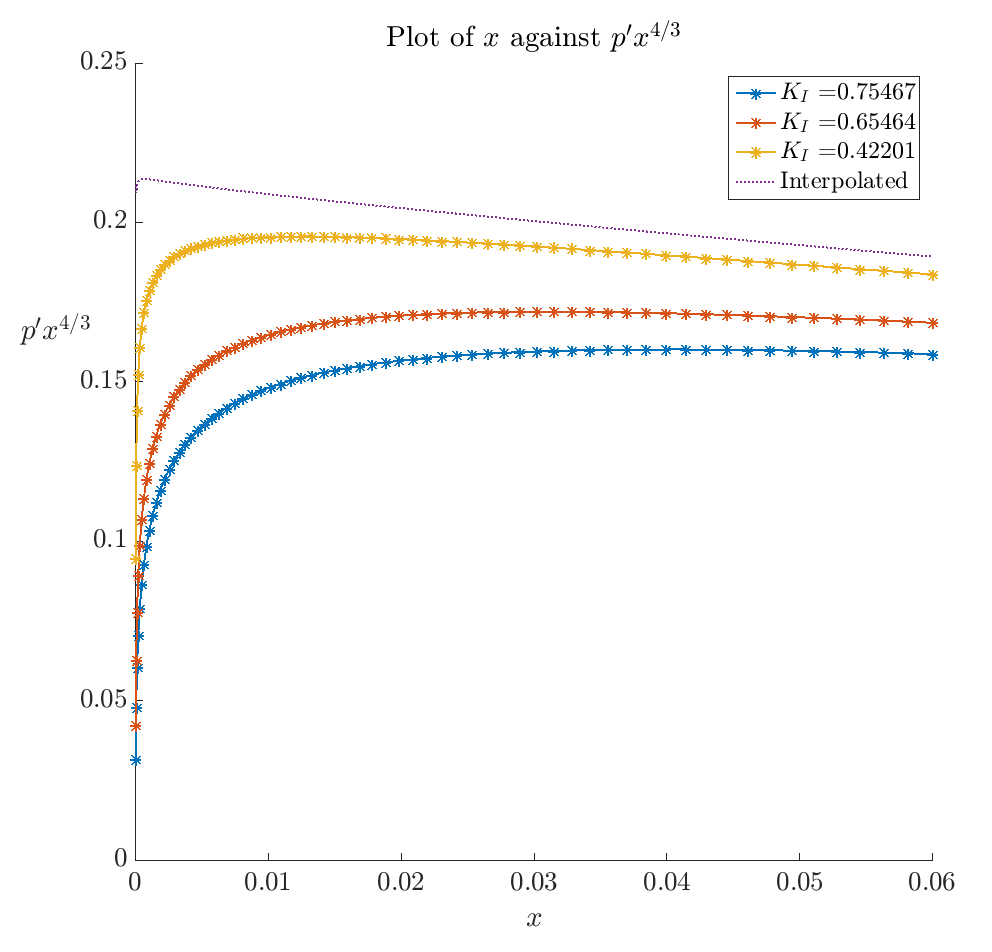 Plot of x against p′x^{4/3}
0.25
0.2
0.15
0.1
0.05
0
p′x^{4/3}
K_I =0.75467
K_I =0.65464
K_I =0.42201
Interpolated
0 0.01 0.02 0.03 0.04 0.05 0.06
x